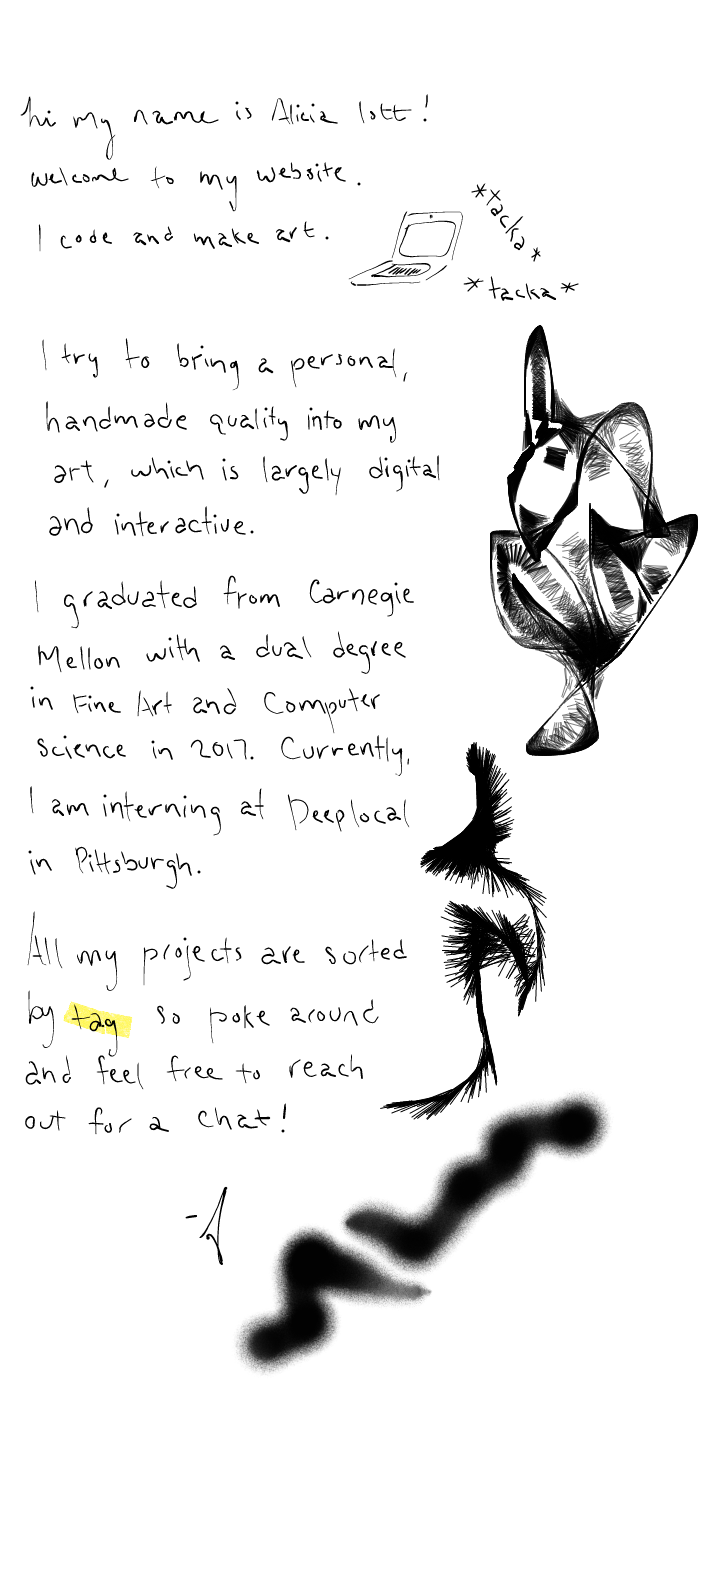 hi my name is Alicia Iott!
welcome to my website.
I code and make art.
*tacka*
*tacka*
I try to bring a personal,
handmade quality into my
art, which is largely digital
and interactive.
I graduated from Carnegie
Mellon with a dual degree
in Fine Art and Computer
Science in 2017. Currently,
I am interning at Deeplocal
in Pittsburgh.
All my projects are sorted
by tag so poke around
and feel free to reach
out for a chat!
-A